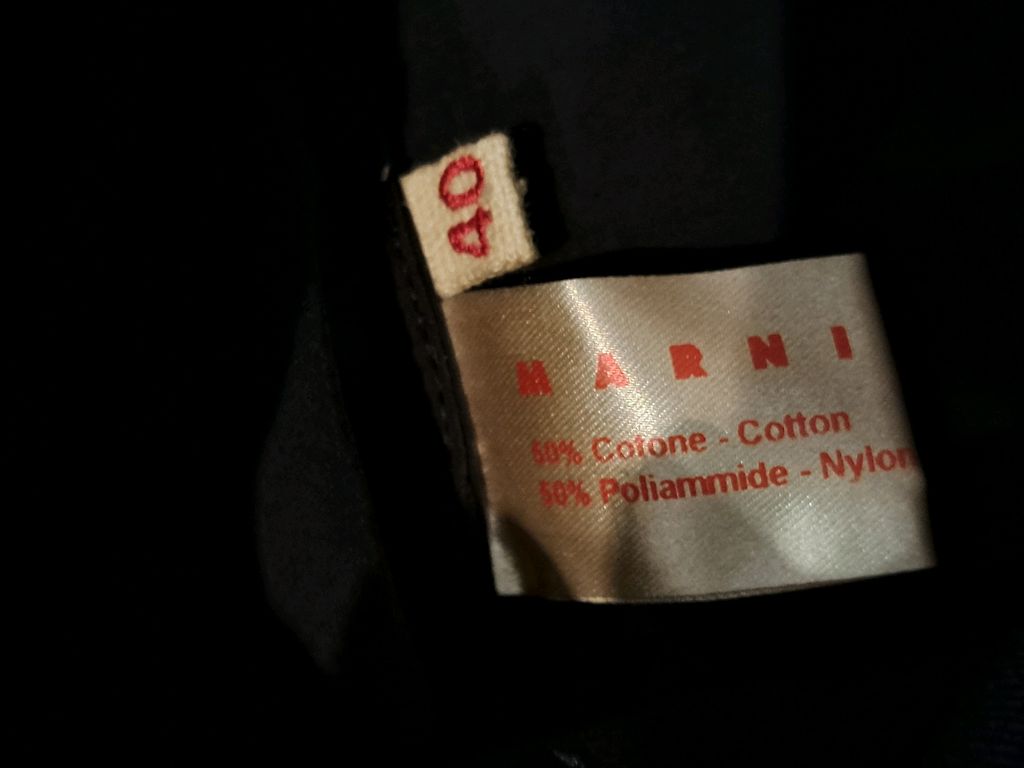 40
MARNI
50% Cotone - Cotton
50% Poliammide - Nylon